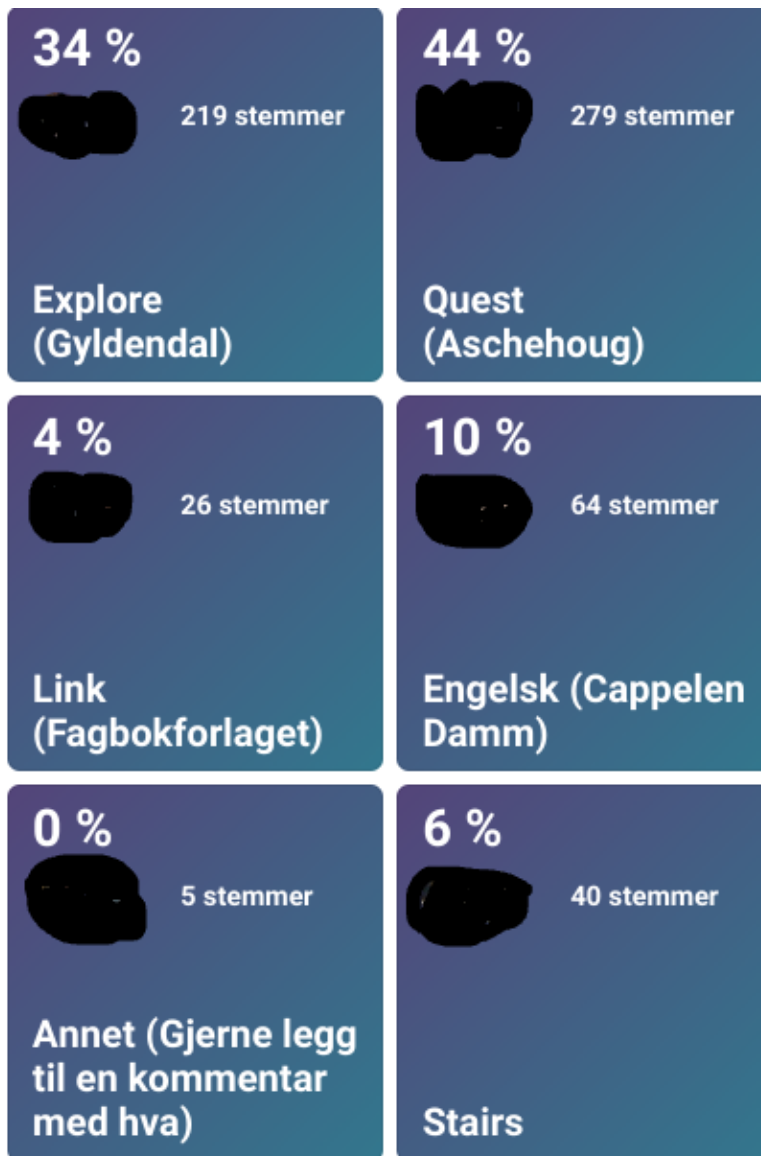 34 %
219 stemmer
Explore
(Gyldendal)
44 %
279 stemmer
Quest
(Aschehoug)
4 %
26 stemmer
Link
(Fagbokforlaget)
10 %
64 stemmer
Engelsk (Cappelen
Damm)
0 %
5 stemmer
Annet (Gjerne legg
til en kommentar
med hva)
6 %
40 stemmer
Stairs